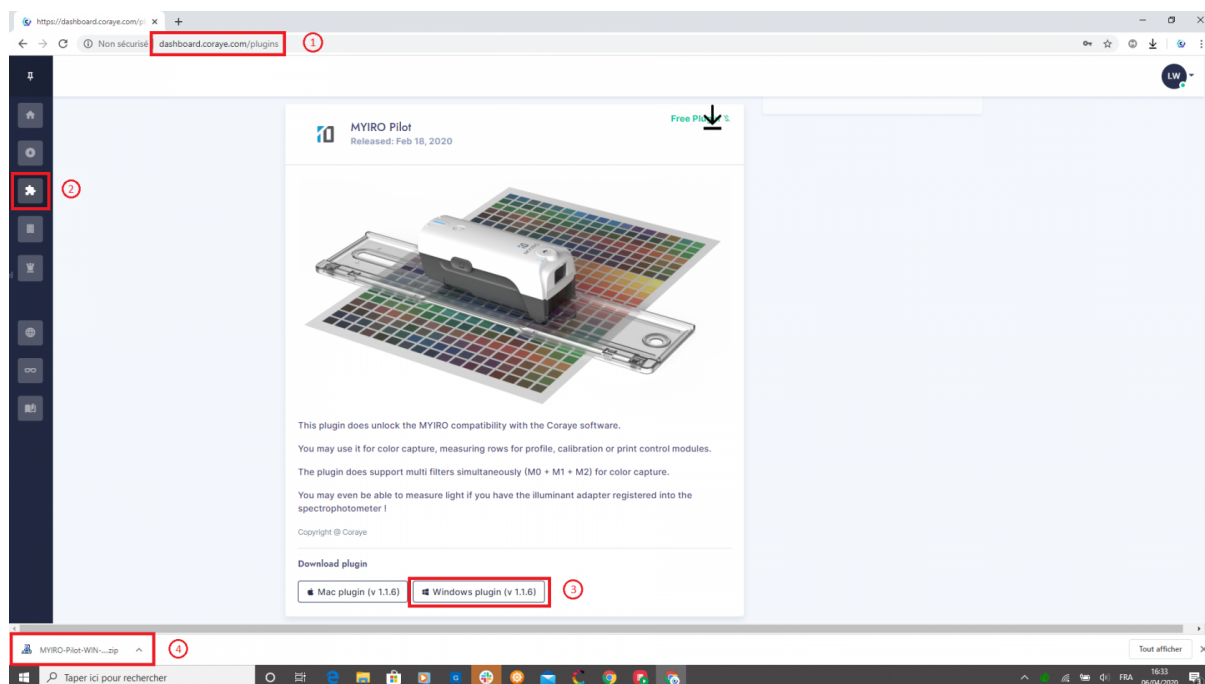 https://dashboard.coraye.com/pl
Non sécurisé
dashboard.coraye.com/plugins
1
LW
MYIRO Pilot
Released: Feb 18, 2020
Free
2
This plugin does unlock the MYIRO compatibility with the Coraye software.
You may use it for color capture, measuring rows for profile, calibration or print control modules.
The plugin does support multi filters simultaneously (M0 + M1 + M2) for color capture.
You may even be able to measure light if you have the illuminant adapter registered into the
spectrophotometer !
Copyright @ Coraye
Download plugin
Mac plugin (v 1.1.6)
Windows plugin (v 1.1.6)
3
MYIRO-Pilot-WIN-....zip
4
Tout afficher
Taper ici pour rechercher
FRA
16:33
06/04/2020